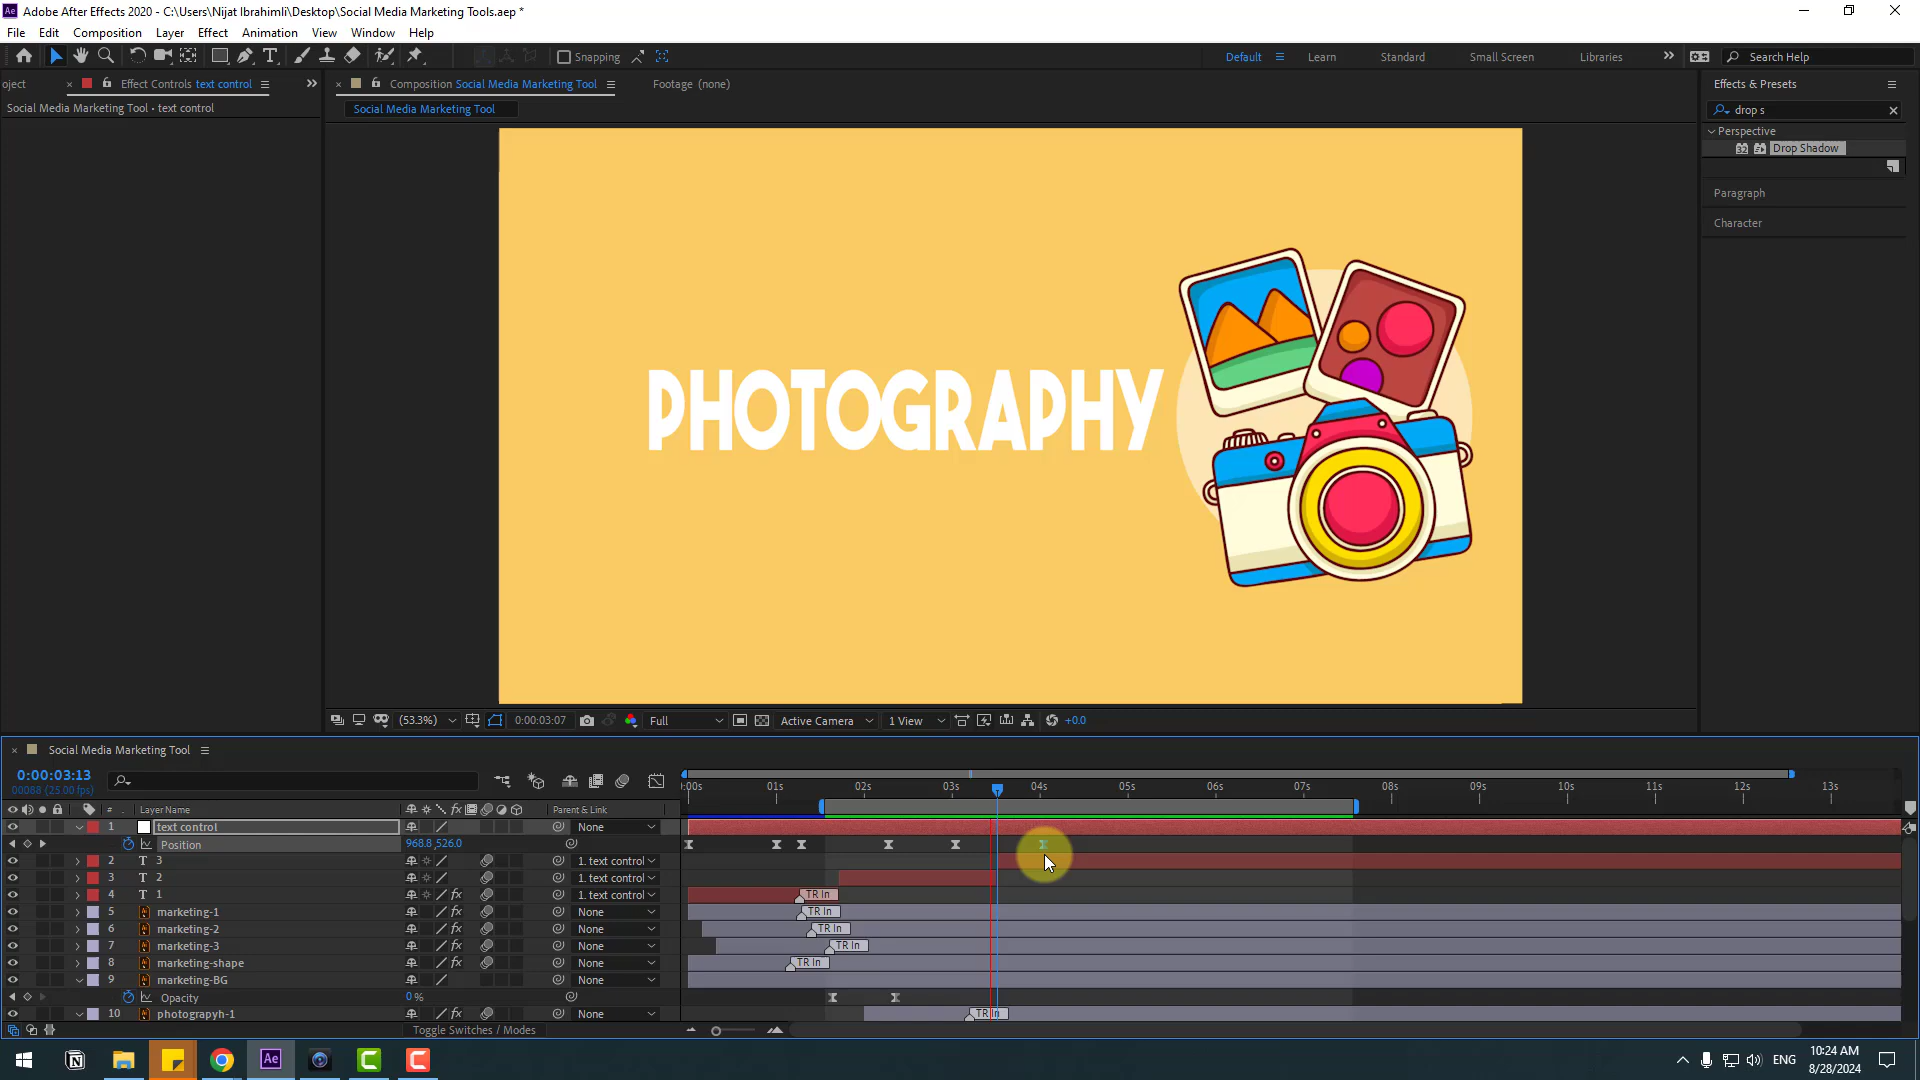 Adobe After Effects 2020 - C:\Users\Nijat Ibrahimli\Desktop\Social Media Marketing Tools.aep *
File Edit Composition Layer Effect Animation View Window Help
Snapping
Default Learn Standard Small Screen Libraries Search Help
oject Effect Controls text control
Composition Social Media Marketing Tool Footage (none)
Effects & Presets
Social Media Marketing Tool • text control
Social Media Marketing Tool
drop s
Perspective
Drop Shadow
Paragraph
Character
PHOTOGRAPHY
(53.3%) 0:00:03:07 Full Active Camera 1 View +0.0
Social Media Marketing Tool
0:00:03:13
00088 (25.00 fps)
:00s 01s 02s 03s 04s 05s 06s 07s 08s 09s 10s 11s 12s 13s
# Layer Name Parent & Link
1 text control None
Position 968.8,526.0
2 T 3 1. text control
3 T 2 1. text control
4 T 1 fx 1. text control TR In
5 marketing-1 fx None TR In
6 marketing-2 fx None TR In
7 marketing-3 fx None TR In
8 marketing-shape fx None TR In
9 marketing-BG None
Opacity 0 %
10 photograpyh-1 None TR In
Toggle Switches / Modes
ENG
10:24 AM
8/28/2024